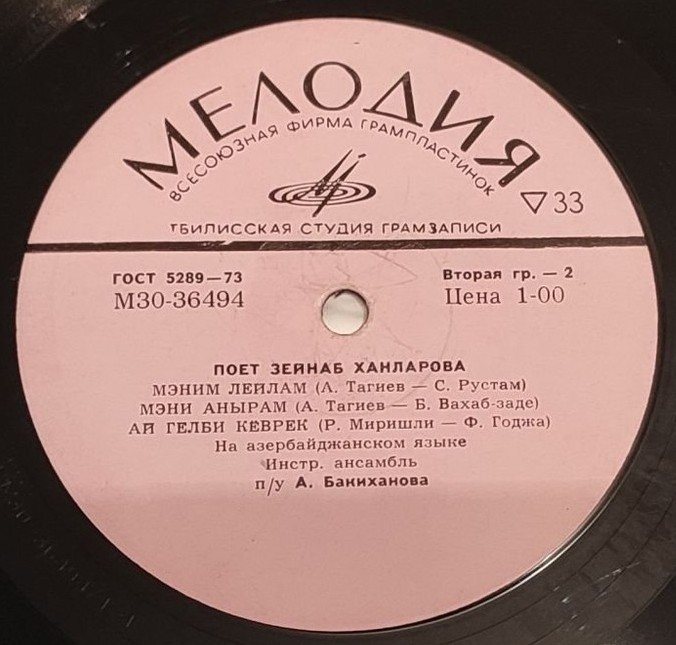 МЕЛОДИЯ
ВСЕСОЮЗНАЯ ФИРМА ГРАМПЛАСТИНОК
▽33
ТБИЛИССКАЯ СТУДИЯ ГРАМЗАПИСИ
ГОСТ 5289—73
Вторая гр. — 2
М30-36494
Цена 1-00
ПОЕТ ЗЕЙНАБ ХАНЛАРОВА
МЭНИМ ЛЕЙЛАМ (А. Тагиев — С. Рустам)
МЭНИ АНЫРАМ (А. Тагиев — Б. Вахаб-заде)
АЙ ГЕЛБИ КЕВРЕК (Р. Миришли — Ф. Годжа)
На азербайджанском языке
Инстр. ансамбль
п/у А. Бакиханова